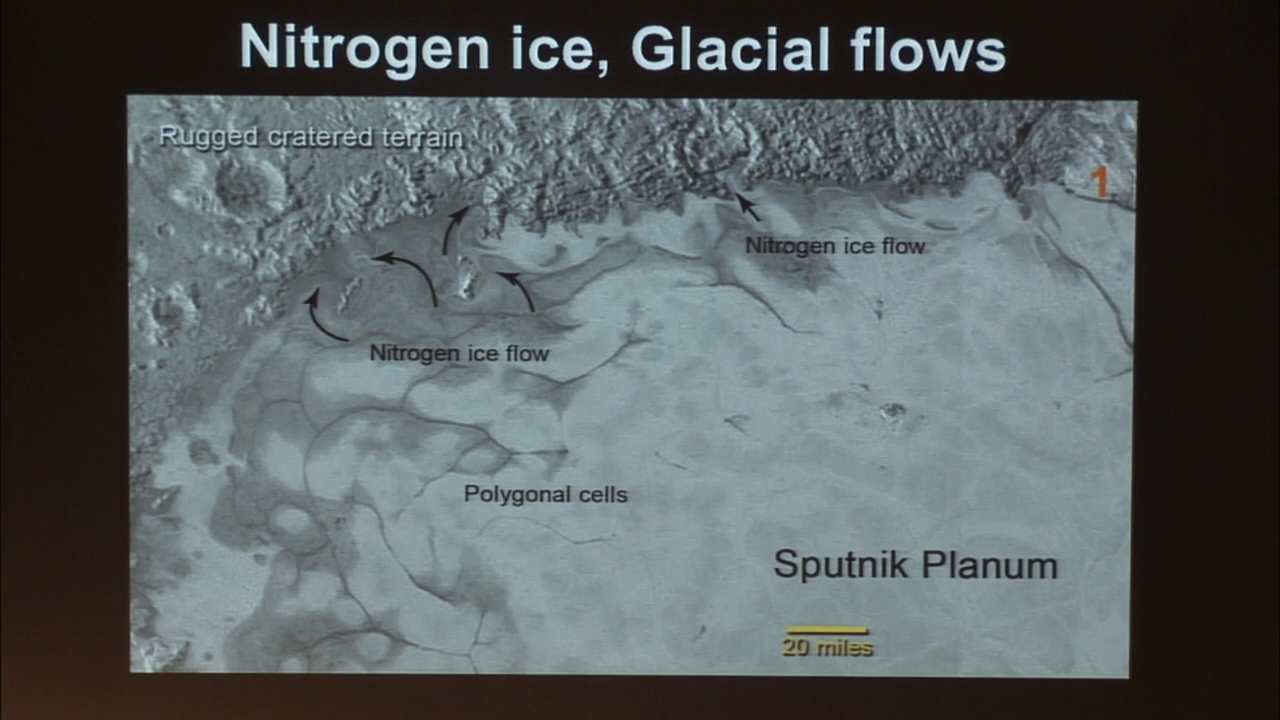 Nitrogen ice, Glacial flows
Rugged cratered terrain
1
Nitrogen ice flow
Nitrogen ice flow
Polygonal cells
Sputnik Planum
20 miles